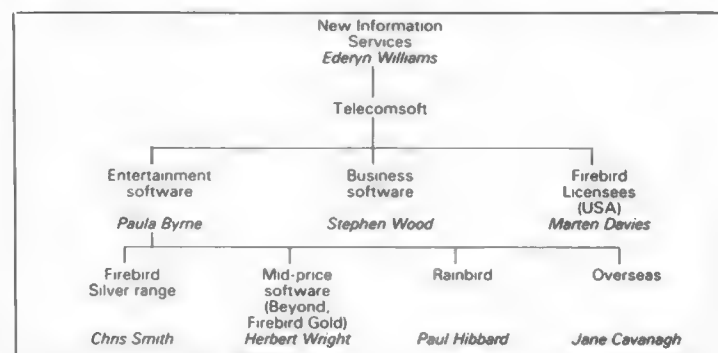 New Information
Services
Ederyn Williams
Telecomsoft
Entertainment
software
Paula Byrne
Business
software
Stephen Wood
Firebird
Licensees
(USA)
Marten Davies
Firebird
Silver range
Chris Smith
Mid-price
software
(Beyond,
Firebird Gold)
Herbert Wright
Rainbird
Paul Hibbard
Overseas
Jane Cavanagh